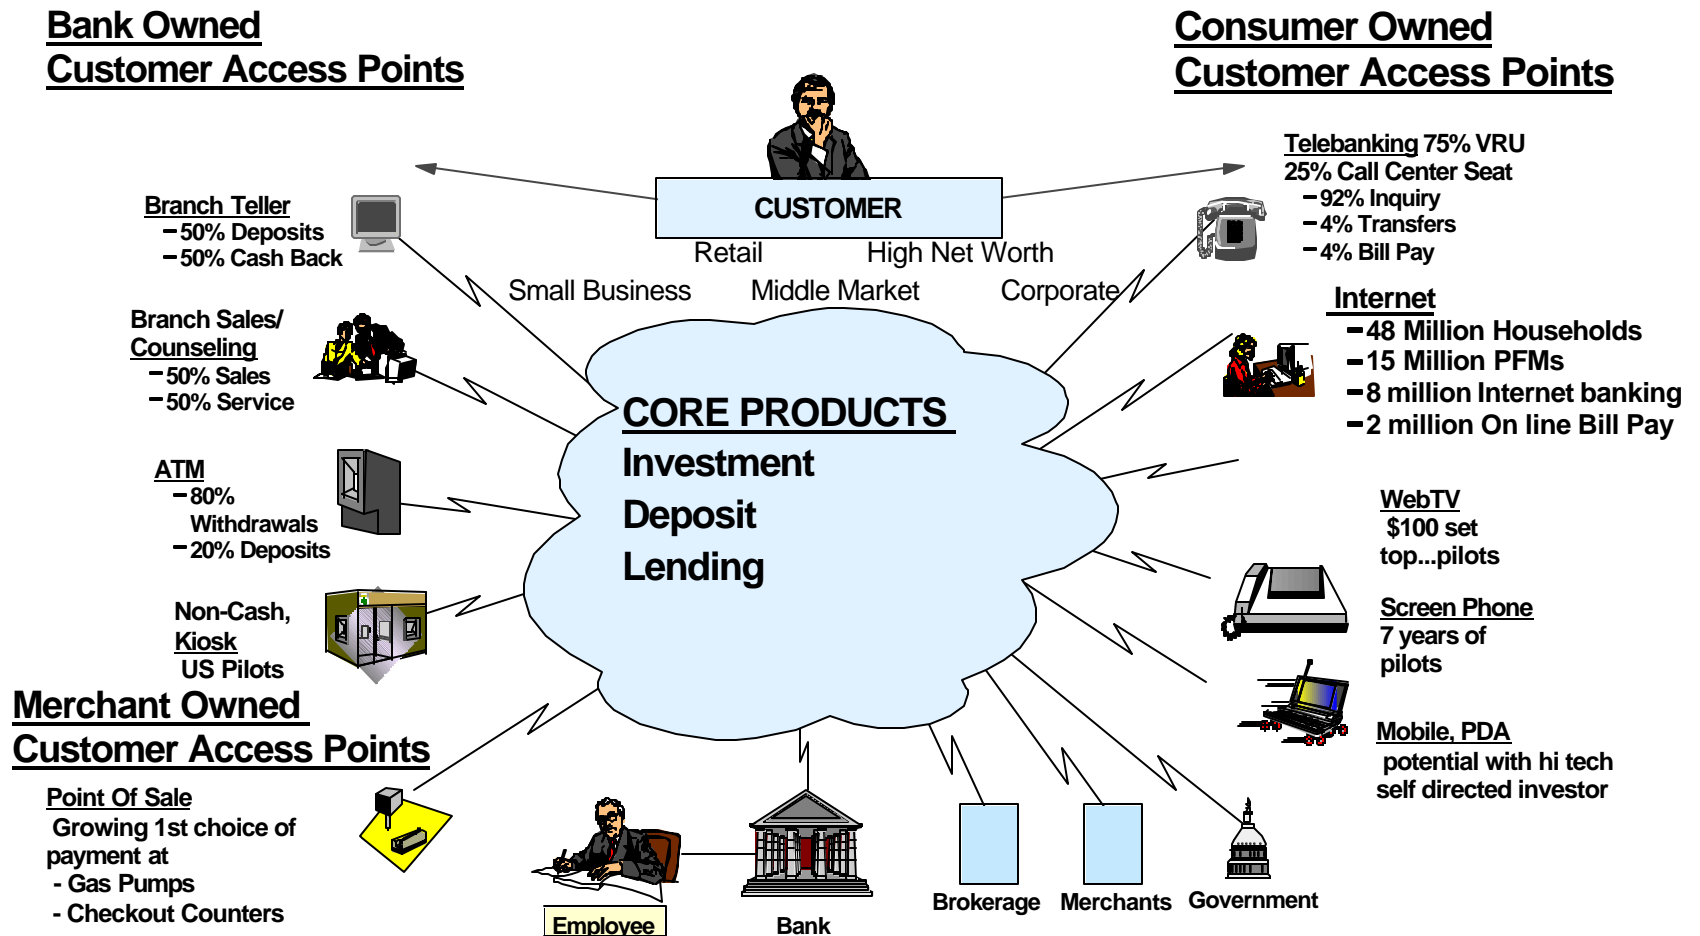 Bank Owned
Customer Access Points
Consumer Owned
Customer Access Points
CUSTOMER
Retail
High Net Worth
Small Business
Middle Market
Corporate
Branch Teller
–50% Deposits
–50% Cash Back
Branch Sales/
Counseling
–50% Sales
–50% Service
ATM
–80%
Withdrawals
–20% Deposits
Non-Cash,
Kiosk
US Pilots
CORE PRODUCTS
Investment
Deposit
Lending
Telebanking 75% VRU
25% Call Center Seat
–92% Inquiry
–4% Transfers
–4% Bill Pay
Internet
–48 Million Households
–15 Million PFMs
–8 million Internet banking
–2 million On line Bill Pay
WebTV
$100 set
top...pilots
Screen Phone
7 years of
pilots
Mobile, PDA
potential with hi tech
self directed investor
Merchant Owned
Customer Access Points
Point Of Sale
Growing 1st choice of
payment at
- Gas Pumps
- Checkout Counters
Employee
Bank
Brokerage
Merchants
Government